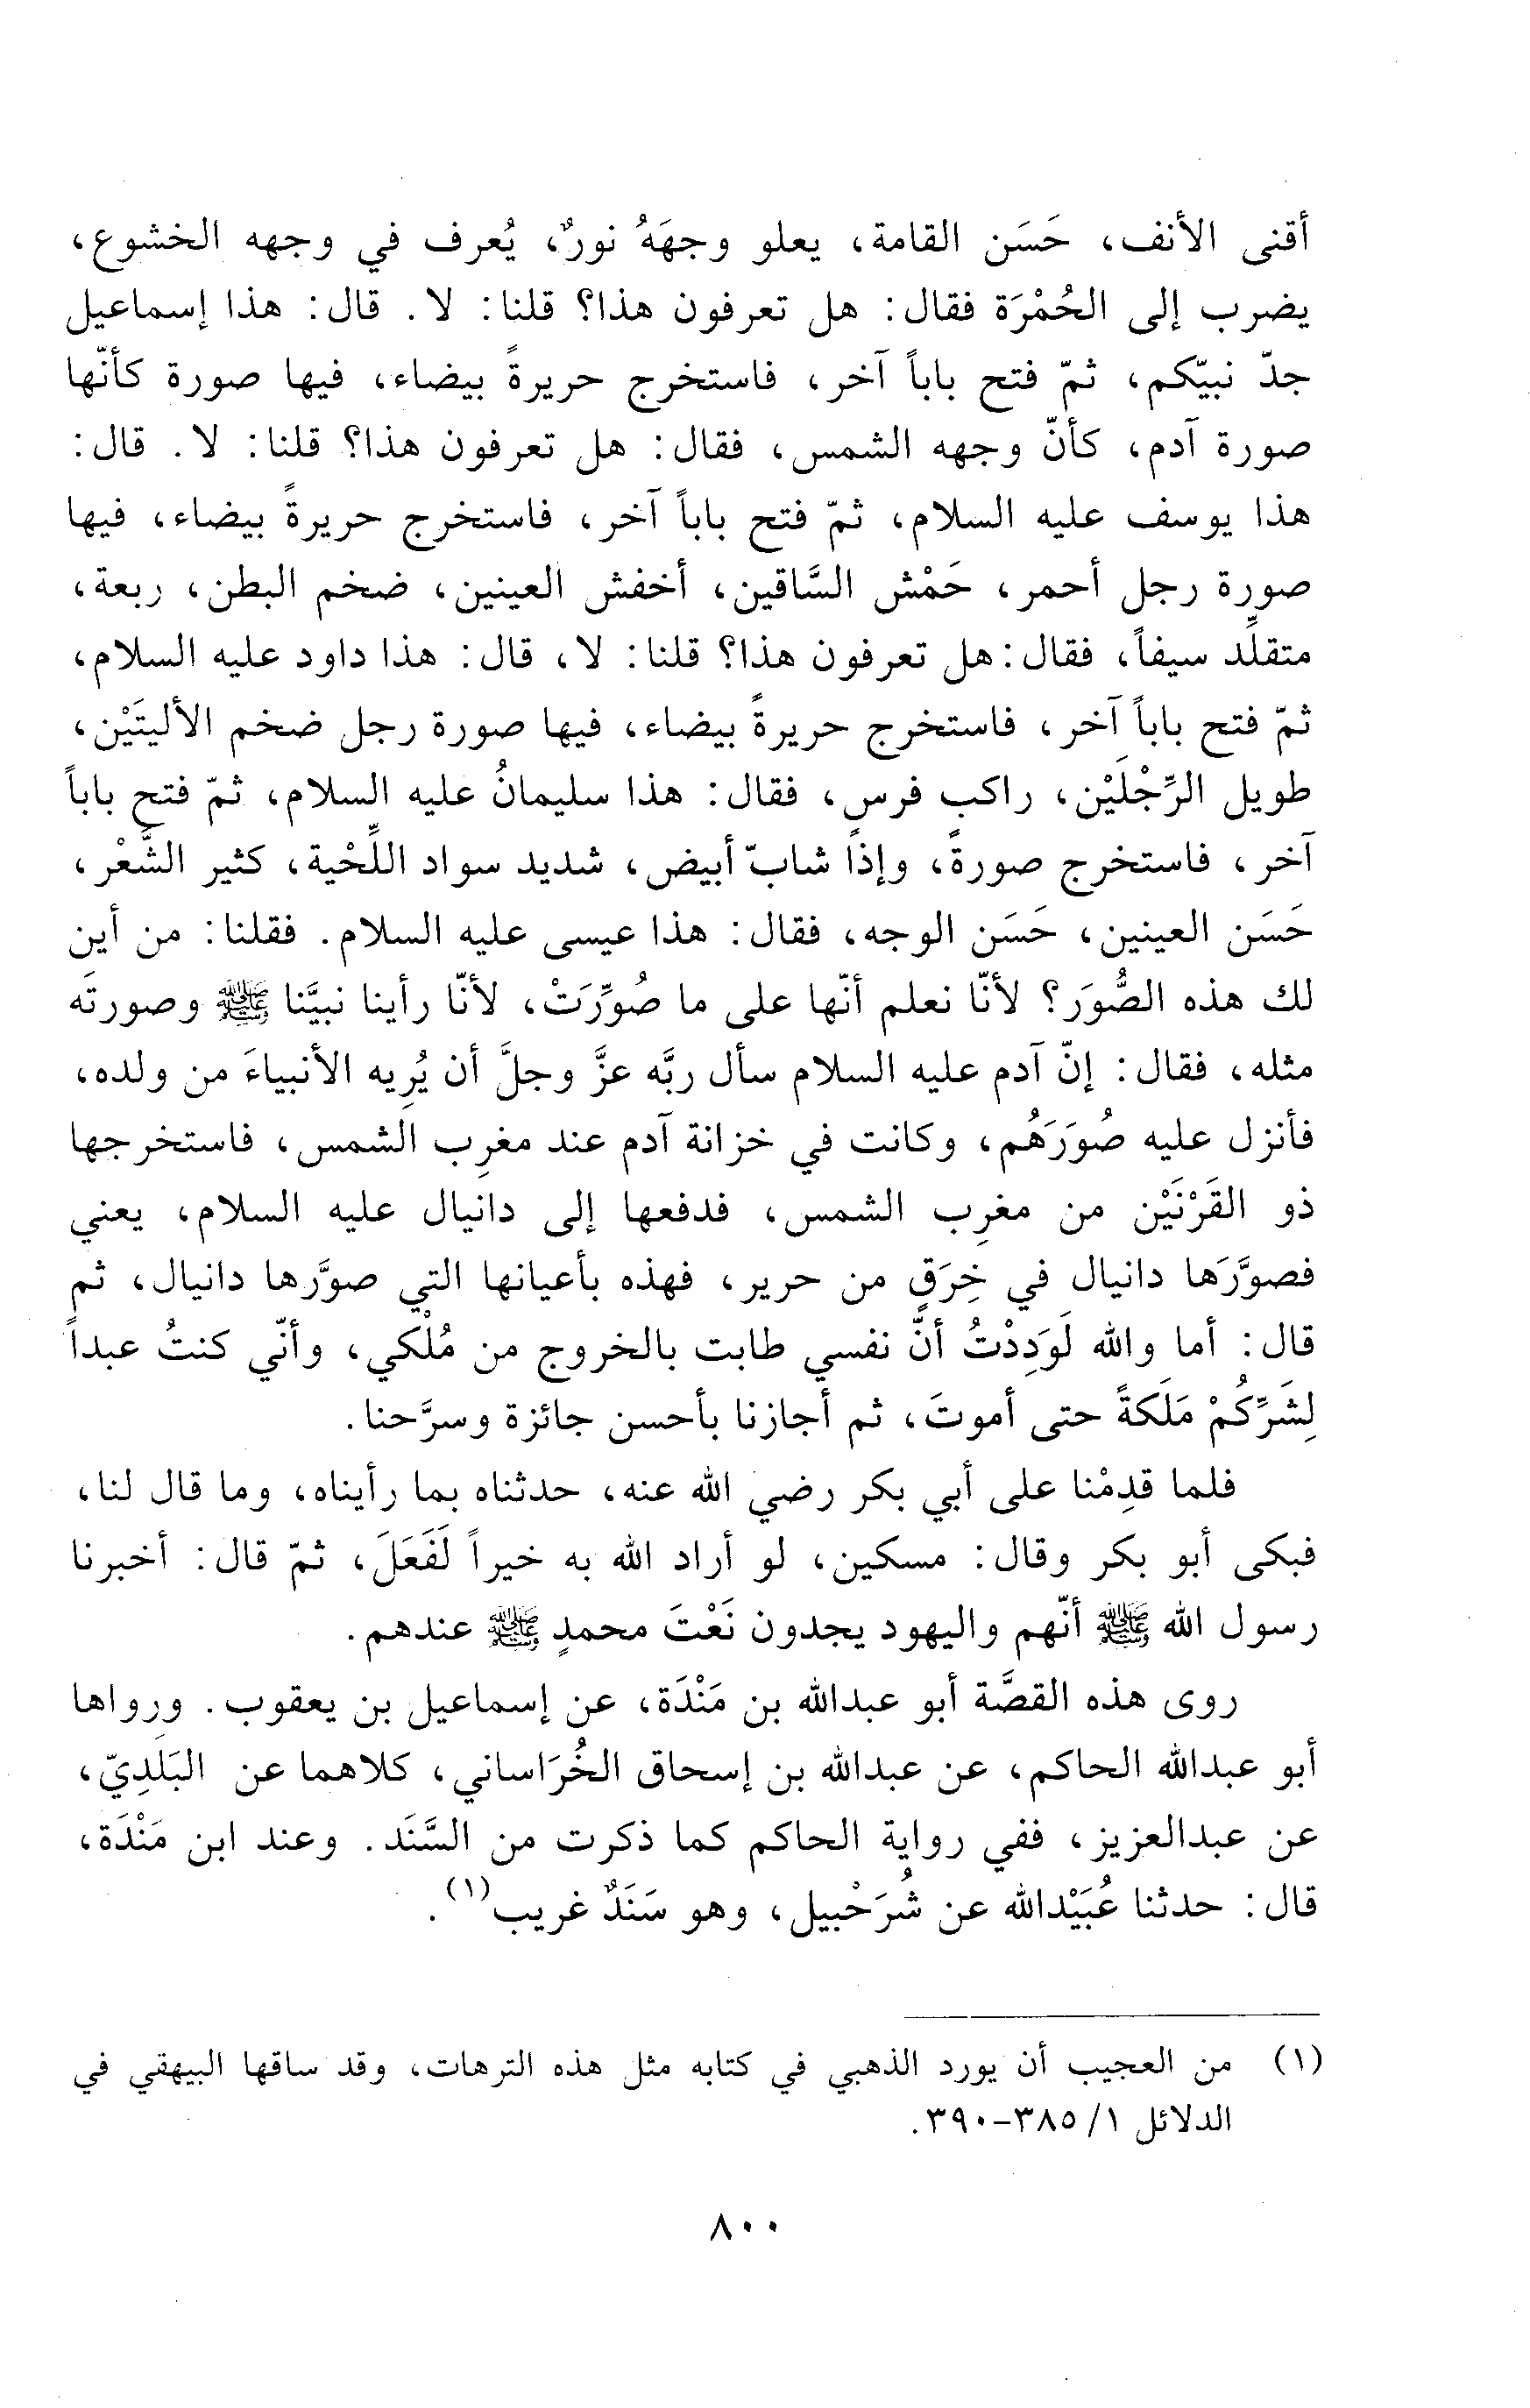 أقنى الأنف، حَسَن القامة، يعلو وجهَهُ نورٌ، يُعرف في وجهه الخشوع،
يضرب إلى الحُمْرَة فقال: هل تعرفون هذا؟ قلنا: لا. قال: هذا إسماعيل
جدّ نبيّكم، ثمّ فتح باباً آخر، فاستخرج حريرةً بيضاء، فيها صورة كأنّها
صورة آدم، كأنّ وجهه الشمس، فقال: هل تعرفون هذا؟ قلنا: لا. قال:
هذا يوسف عليه السلام، ثمّ فتح باباً آخر، فاستخرج حريرةً بيضاء، فيها
صورة رجل أحمر، حَمْش السَّاقين، أخفش العينين، ضخم البطن، ربعة،
متقلِّد سيفاً، فقال: هل تعرفون هذا؟ قلنا: لا، قال: هذا داود عليه السلام،
ثمّ فتح باباً آخر، فاستخرج حريرةً بيضاء، فيها صورة رجل ضخم الأليتَيْن،
طويل الرِّجْلَيْن، راكب فرس، فقال: هذا سليمانُ عليه السلام، ثمّ فتح باباً
آخر، فاستخرج صورةً، وإذاً شابّ أبيض، شديد سواد اللِّحْية، كثير الشَّعْر،
حَسَن العينين، حَسَن الوجه، فقال: هذا عيسى عليه السلام. فقلنا: من أين
لك هذه الصُّوَر؟ لأنّا نعلم أنّها على ما صُوِّرَتْ، لأنّا رأينا نبيَّنا ﷺ وصورتَه
مثله، فقال: إنّ آدم عليه السلام سأل ربَّه عزَّ وجلَّ أن يُرِيه الأنبياءَ من ولده،
فأنزل عليه صُوَرَهُم، وكانت في خزانة آدم عند مغرِب الشمس، فاستخرجها
ذو القَرْنَيْن من مغرِب الشمس، فدفعها إلى دانيال عليه السلام، يعني
فصوَّرَها دانيال في خِرَقٍ من حرير، فهذه بأعيانها التي صوَّرها دانيال، ثم
قال: أما والله لَوَدِدْتُ أنَّ نفسي طابت بالخروج من مُلْكي، وأنّي كنتُ عبداً
لِشَرِّكُمْ مَلَكَةً حتى أموتَ، ثم أجازنا بأحسن جائزة وسرَّحنا.
فلما قدِمْنا على أبي بكر رضي الله عنه، حدثناه بما رأيناه، وما قال لنا،
فبكى أبو بكر وقال: مسكين، لو أراد الله به خيراً لَفَعَلَ، ثمّ قال: أخبرنا
رسول الله ﷺ أنّهم واليهود يجدون نَعْتَ محمدٍ ﷺ عندهم.
روى هذه القصَّة أبو عبدالله بن مَنْدَة، عن إسماعيل بن يعقوب. ورواها
أبو عبدالله الحاكم، عن عبدالله بن إسحاق الخُرَاساني، كلاهما عن البَلَدِيّ،
عن عبدالعزيز، ففي رواية الحاكم كما ذكرت من السَّنَد. وعند ابن مَنْدَة،
قال: حدثنا عُبَيْدالله عن شُرَحْبيل، وهو سَنَدٌ غريب(١).
(١) من العجيب أن يورد الذهبي في كتابه مثل هذه الترهات، وقد ساقها البيهقي في
الدلائل ١/ ٣٨٥-٣٩٠.
٨٠٠